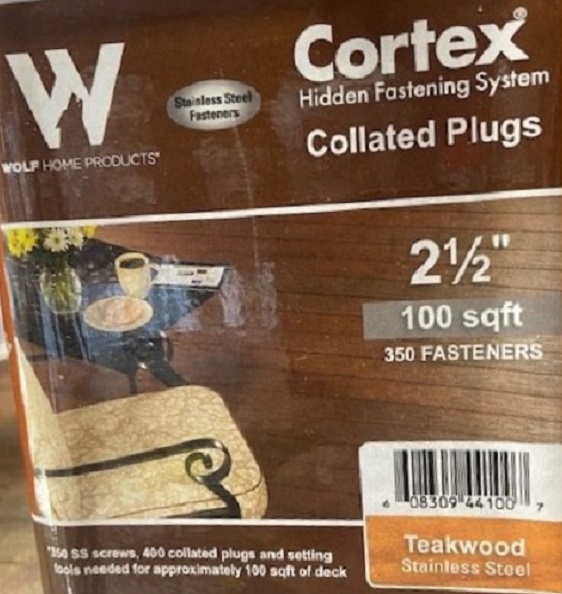 W
WOLF HOME PRODUCTS®
Stainless Steel
Fasteners
Cortex®
Hidden Fastening System
Collated Plugs
2½"
100 sqft
350 FASTENERS
6 08309 44100 7
Teakwood
Stainless Steel
*350 SS screws, 400 collated plugs and setting
tools needed for approximately 100 sqft of deck